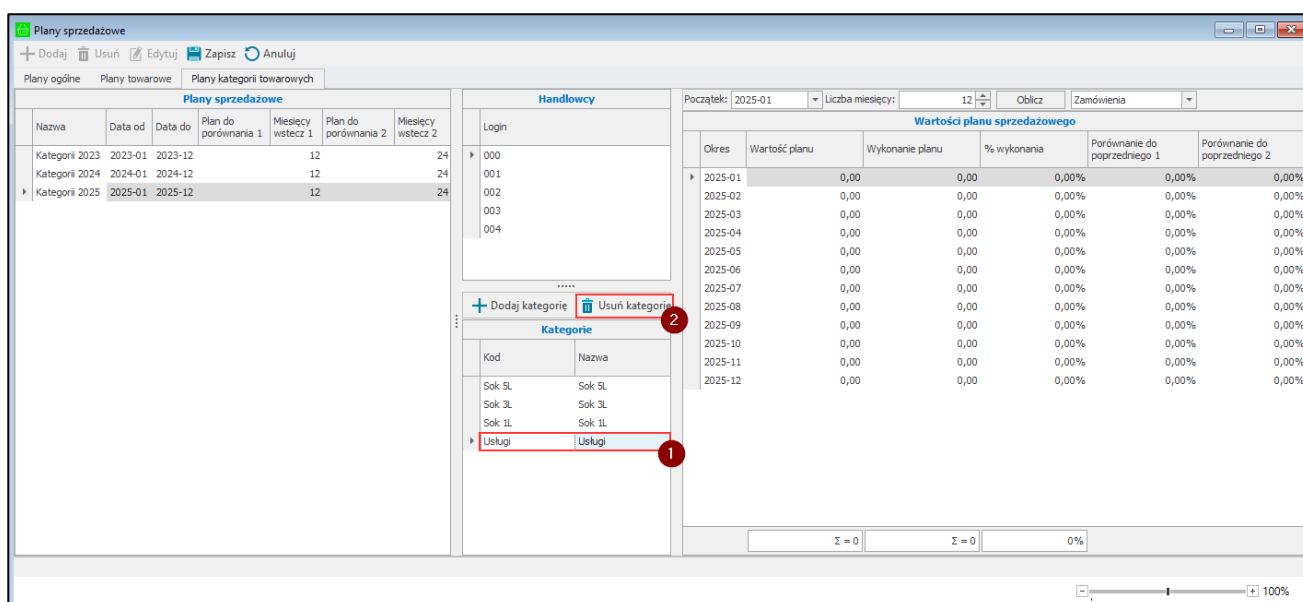 Plany sprzedażowe
Dodaj Usuń Edytuj Zapisz Anuluj
Plany ogólne Plany towarowe Plany kategorii towarowych
Plany sprzedażowe
Nazwa Data od Data do Plan do porównania 1 Miesięcy wstecz 1 Plan do porównania 2 Miesięcy wstecz 2
Kategorii 2023 2023-01 2023-12 12 24
Kategorii 2024 2024-01 2024-12 12 24
Kategorii 2025 2025-01 2025-12 12 24
Handlowcy
Login
000
001
002
003
004
Dodaj kategorię Usuń kategorię
2
Kategorie
Kod Nazwa
Sok 5L Sok 5L
Sok 3L Sok 3L
Sok 1L Sok 1L
Usługi Usługi
1
Początek: 2025-01 Liczba miesięcy: 12 Oblicz Zamówienia
Wartości planu sprzedażowego
Okres Wartość planu Wykonanie planu % wykonania Porównanie do poprzedniego 1 Porównanie do poprzedniego 2
2025-01 0,00 0,00 0,00% 0,00% 0,00%
2025-02 0,00 0,00 0,00% 0,00% 0,00%
2025-03 0,00 0,00 0,00% 0,00% 0,00%
2025-04 0,00 0,00 0,00% 0,00% 0,00%
2025-05 0,00 0,00 0,00% 0,00% 0,00%
2025-06 0,00 0,00 0,00% 0,00% 0,00%
2025-07 0,00 0,00 0,00% 0,00% 0,00%
2025-08 0,00 0,00 0,00% 0,00% 0,00%
2025-09 0,00 0,00 0,00% 0,00% 0,00%
2025-10 0,00 0,00 0,00% 0,00% 0,00%
2025-11 0,00 0,00 0,00% 0,00% 0,00%
2025-12 0,00 0,00 0,00% 0,00% 0,00%
Σ = 0 Σ = 0 0%
100%